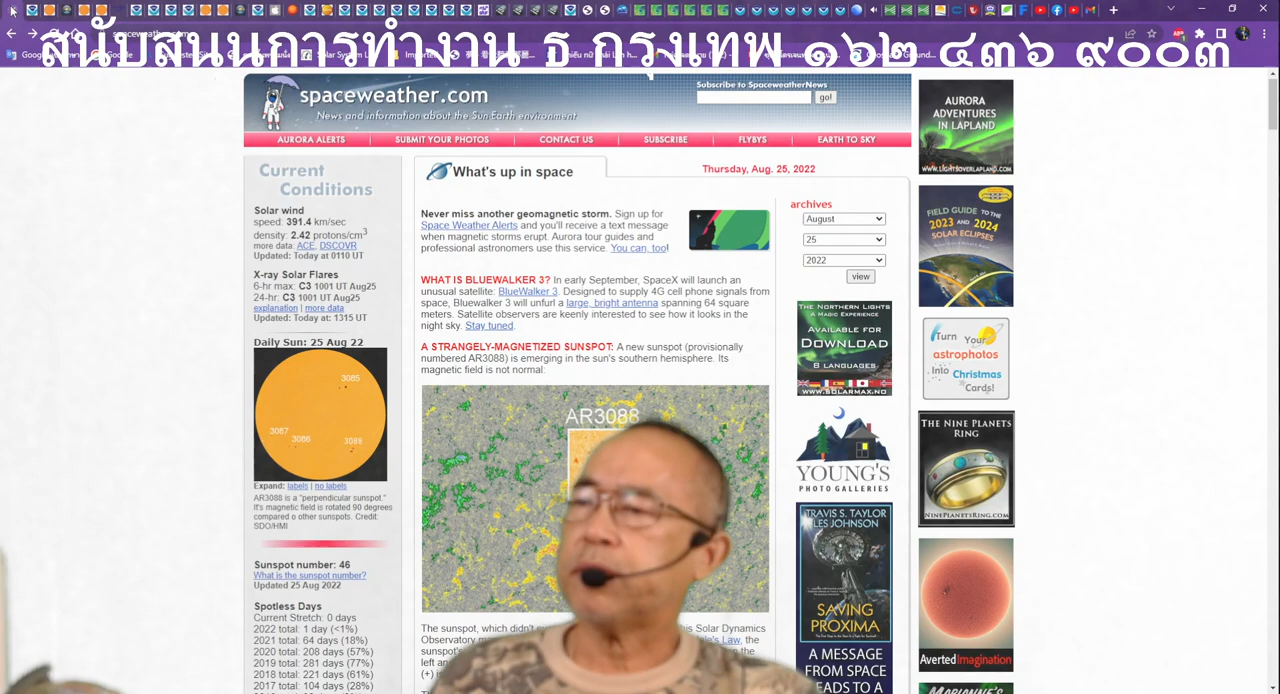 สนับสนุนการทำงาน ธ กรุงเทพ ๑๖๒ ๔๓๖ ๙๐๐๓
spaceweather.com
News and information about the Sun Earth environment
Subscribe to SpaceweatherNews
go!
AURORA ALERTS | SUBMIT YOUR PHOTOS | CONTACT US | SUBSCRIBE | FLYBYS | EARTH TO SKY
Current
Conditions
Solar wind
speed: 391.4 km/sec
density: 2.42 protons/cm3
more data: ACE, DSCOVR
Updated: Today at 0110 UT
X-ray Solar Flares
6-hr max: C3 1001 UT Aug25
24-hr: C3 1001 UT Aug25
explanation | more data
Updated: Today at: 1315 UT
Daily Sun: 25 Aug 22
3085
3087
3086
3088
Expand: labels | no labels
AR3088 is a "perpendicular sunspot."
It's magnetic field is rotated 90 degrees
compared o other sunspots. Credit:
SDO/HMI
Sunspot number: 46
What is the sunspot number?
Updated 25 Aug 2022
Spotless Days
Current Stretch: 0 days
2022 total: 1 day (<1%)
2021 total: 64 days (18%)
2020 total: 208 days (57%)
2019 total: 281 days (77%)
2018 total: 221 days (61%)
2017 total: 104 days (28%)
What's up in space
Thursday, Aug. 25, 2022
Never miss another geomagnetic storm. Sign up for
Space Weather Alerts and you'll receive a text message
when magnetic storms erupt. Aurora tour guides and
professional astronomers use this service. You can, too!
WHAT IS BLUEWALKER 3? In early September, SpaceX will launch an
unusual satellite: BlueWalker 3. Designed to supply 4G cell phone signals from
space, Bluewalker 3 will unfurl a large, bright antenna spanning 64 square
meters. Satellite observers are keenly interested to see how it looks in the
night sky. Stay tuned.
A STRANGELY-MAGNETIZED SUNSPOT: A new sunspot (provisionally
numbered AR3088) is emerging in the sun's southern hemisphere. Its
magnetic field is not normal:
AR3088
The sunspot, which didn't
Solar Dynamics
Observatory
Law, the
sunspot's
left an
(+)
archives
August
25
2022
view
THE NORTHERN LIGHTS
A MAGIC EXPERIENCE
AVAILABLE FOR
DOWNLOAD
8 LANGUAGES
WWW.SOLARMAX.NO
YOUNG'S
PHOTO GALLERIES
TRAVIS S. TAYLOR
LES JOHNSON
SAVING
PROXIMA
A MESSAGE
FROM SPACE
LEADS TO A
AURORA
ADVENTURES
IN LAPLAND
WWW.LIGHTSOVERLAPLAND.COM
FIELD GUIDE TO THE
2023 AND 2024
SOLAR ECLIPSES
Turn Your
astrophotos
Into Christmas
Cards!
THE NINE PLANETS
RING
NINEPLANETSRING.COM
AvertedImagination